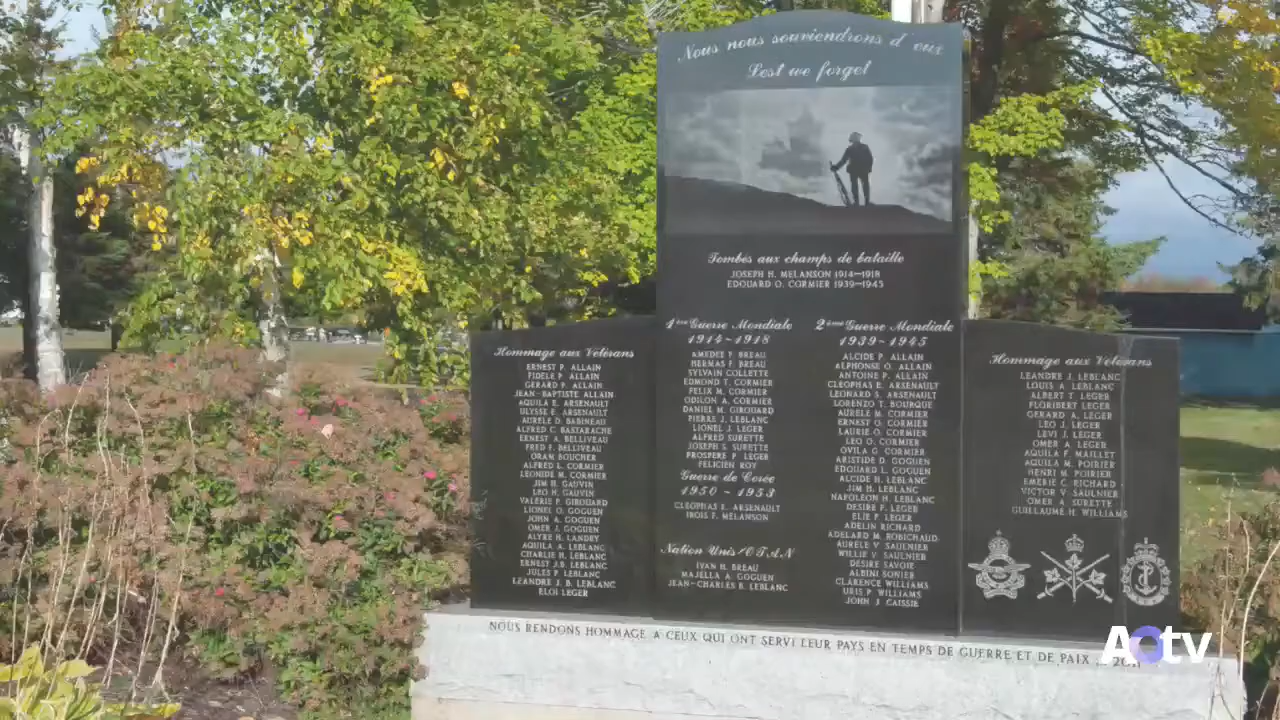 Nous nous souviendrons d'eux
Lest we forget
Tombés aux champs de bataille
JOSEPH H. MELANSON 1914-1918
EDOUARD O. CORMIER 1939-1945
Hommage aux Vétérans
ERNEST P. ALLAIN
FIDELE P. ALLAIN
GERARD P. ALLAIN
JEAN-BAPTISTE ALLAIN
AQUILA E. ARSENAULT
ULYSSE E. ARSENAULT
AURELE D. BABINEAU
ALFRED C. BASTARACHE
ERNEST A. BELLIVEAU
FRED F. BELLIVEAU
ORAM BOUCHER
ALFRED L. CORMIER
LEONIDE M. CORMIER
JIM H. GAUVIN
LEO H. GAUVIN
VALERIE P. GIROUARD
LIONEL O. GOGUEN
JOHN A. GOGUEN
OMER J. GOGUEN
ALYRE H. LANDRY
AQUILA A. LEBLANC
CHARLIE H. LEBLANC
ERNEST J.B. LEBLANC
JULES P. LEBLANC
LEANDRE J. B. LEBLANC
ELOI LEGER
1ère Guerre Mondiale
1914-1918
AMEDEE P. BREAU
HERMAS F. BREAU
SYLVAIN COLLETTE
EDMOND T. CORMIER
FELIX M. CORMIER
ODILON A. CORMIER
DANIEL M. GIROUARD
PIERRE J. LEBLANC
LIONEL J. LEGER
ALFRED SURETTE
JOSEPH S. SURETTE
PROSPERE P. LEGER
FELICIEN ROY
Guerre de Corée
1950 - 1953
CLEOPHAS E. ARSENAULT
TROIS F. MELANSON
Nation Unis/OTAN
IVAN H. BREAU
MAJELLA A. GOGUEN
JEAN-CHARLES B. LEBLANC
2ème Guerre Mondiale
1939-1945
ALCIDE P. ALLAIN
ALPHONSE O. ALLAIN
ANTOINE P. ALLAIN
CLEOPHAS E. ARSENAULT
LEONARD S. ARSENAULT
LORENZO T. BOURQUE
AURELE M. CORMIER
ERNEST O. CORMIER
LAURIE O. CORMIER
LEO O. CORMIER
OVILA G. CORMIER
ARISTIDE D. GOGUEN
EDOUARD L. GOGUEN
ALCIDE H. LEBLANC
JIM H. LEBLANC
NAPOLEON H. LEBLANC
DESIRE F. LEGER
ELIE P. LEGER
ADELIN RICHARD
ADELARD M. ROBICHAUD
AURELE V. SAULNIER
WILLIE V. SAULNIER
DESIRE SAVOIE
ALBINI SONIER
CLARENCE WILLIAMS
URIS P. WILLIAMS
JOHN J. CAISSIE
Hommage aux Vétérans
LEANDRE J. LEBLANC
LOUIS A. LEBLANC
ALBERT T. LEGER
FLORIBERT LEGER
GERARD A. LEGER
LEO J. LEGER
LEVI J. LEGER
OMER A. LEGER
AQUILA F. MAILLET
AQUILA M. POIRIER
HENRI M. POIRIER
EMERIE C. RICHARD
VICTOR V. SAULNIER
OMER A. SURETTE
GUILLAUME H. WILLIAMS
NOUS RENDONS HOMMAGE A CEUX QUI ONT SERVI LEUR PAYS EN TEMPS DE GUERRE ET DE PAIX
Actv